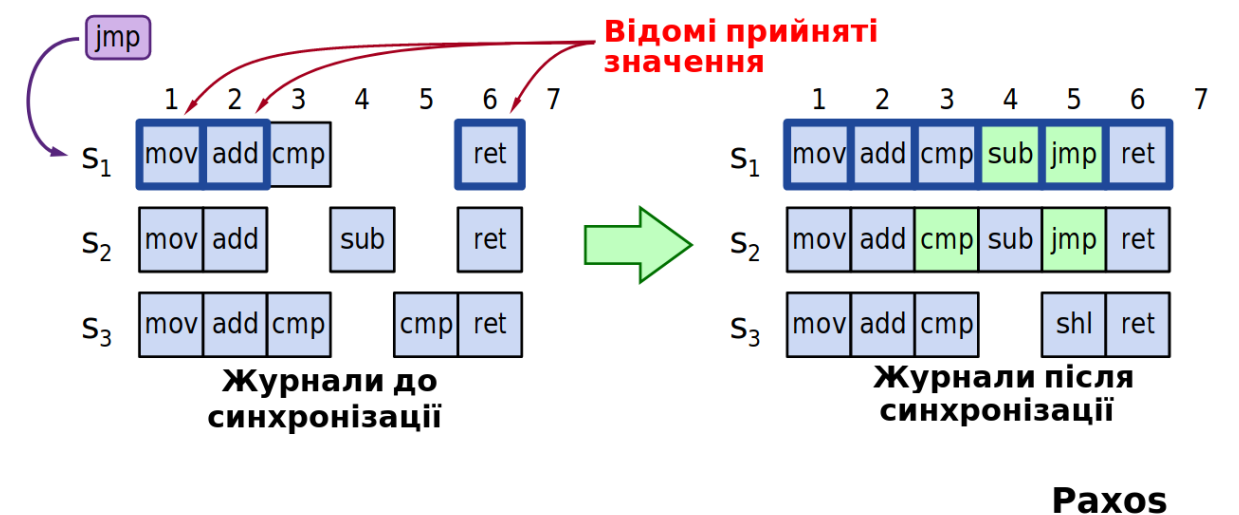 jmp
Відомі прийняті
значення
1 2 3 4 5 6 7
s1 mov add cmp ret
s2 mov add sub ret
s3 mov add cmp cmp ret
Журнали до
синхронізації
1 2 3 4 5 6 7
s1 mov add cmp sub jmp ret
s2 mov add cmp sub jmp ret
s3 mov add cmp shl ret
Журнали після
синхронізації
Paxos